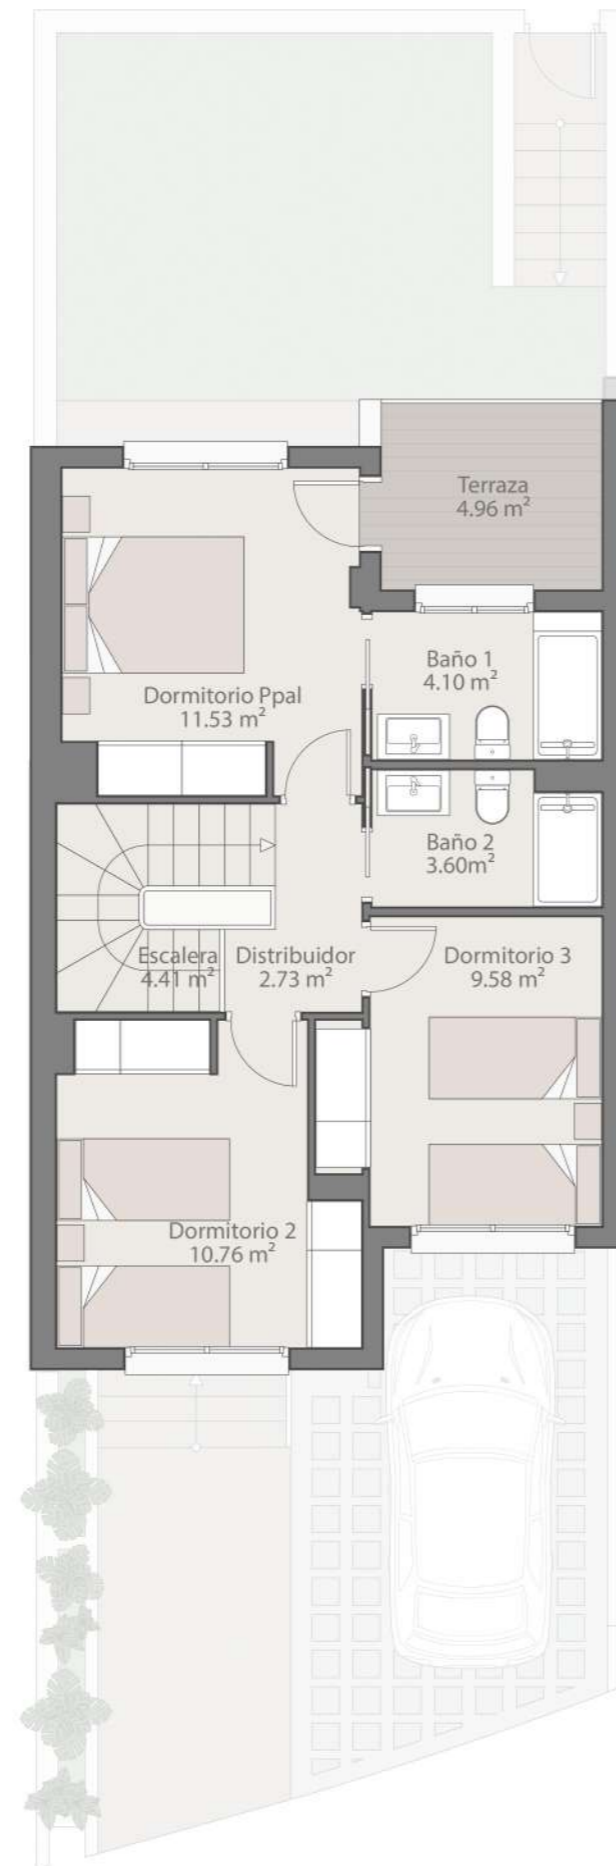 Terraza
4.96 m²
Baño 1
4.10 m²
Dormitorio Ppal
11.53 m²
Baño 2
3.60m²
Escalera
4.41 m²
Distribuidor
2.73 m²
Dormitorio 3
9.58 m²
Dormitorio 2
10.76 m²